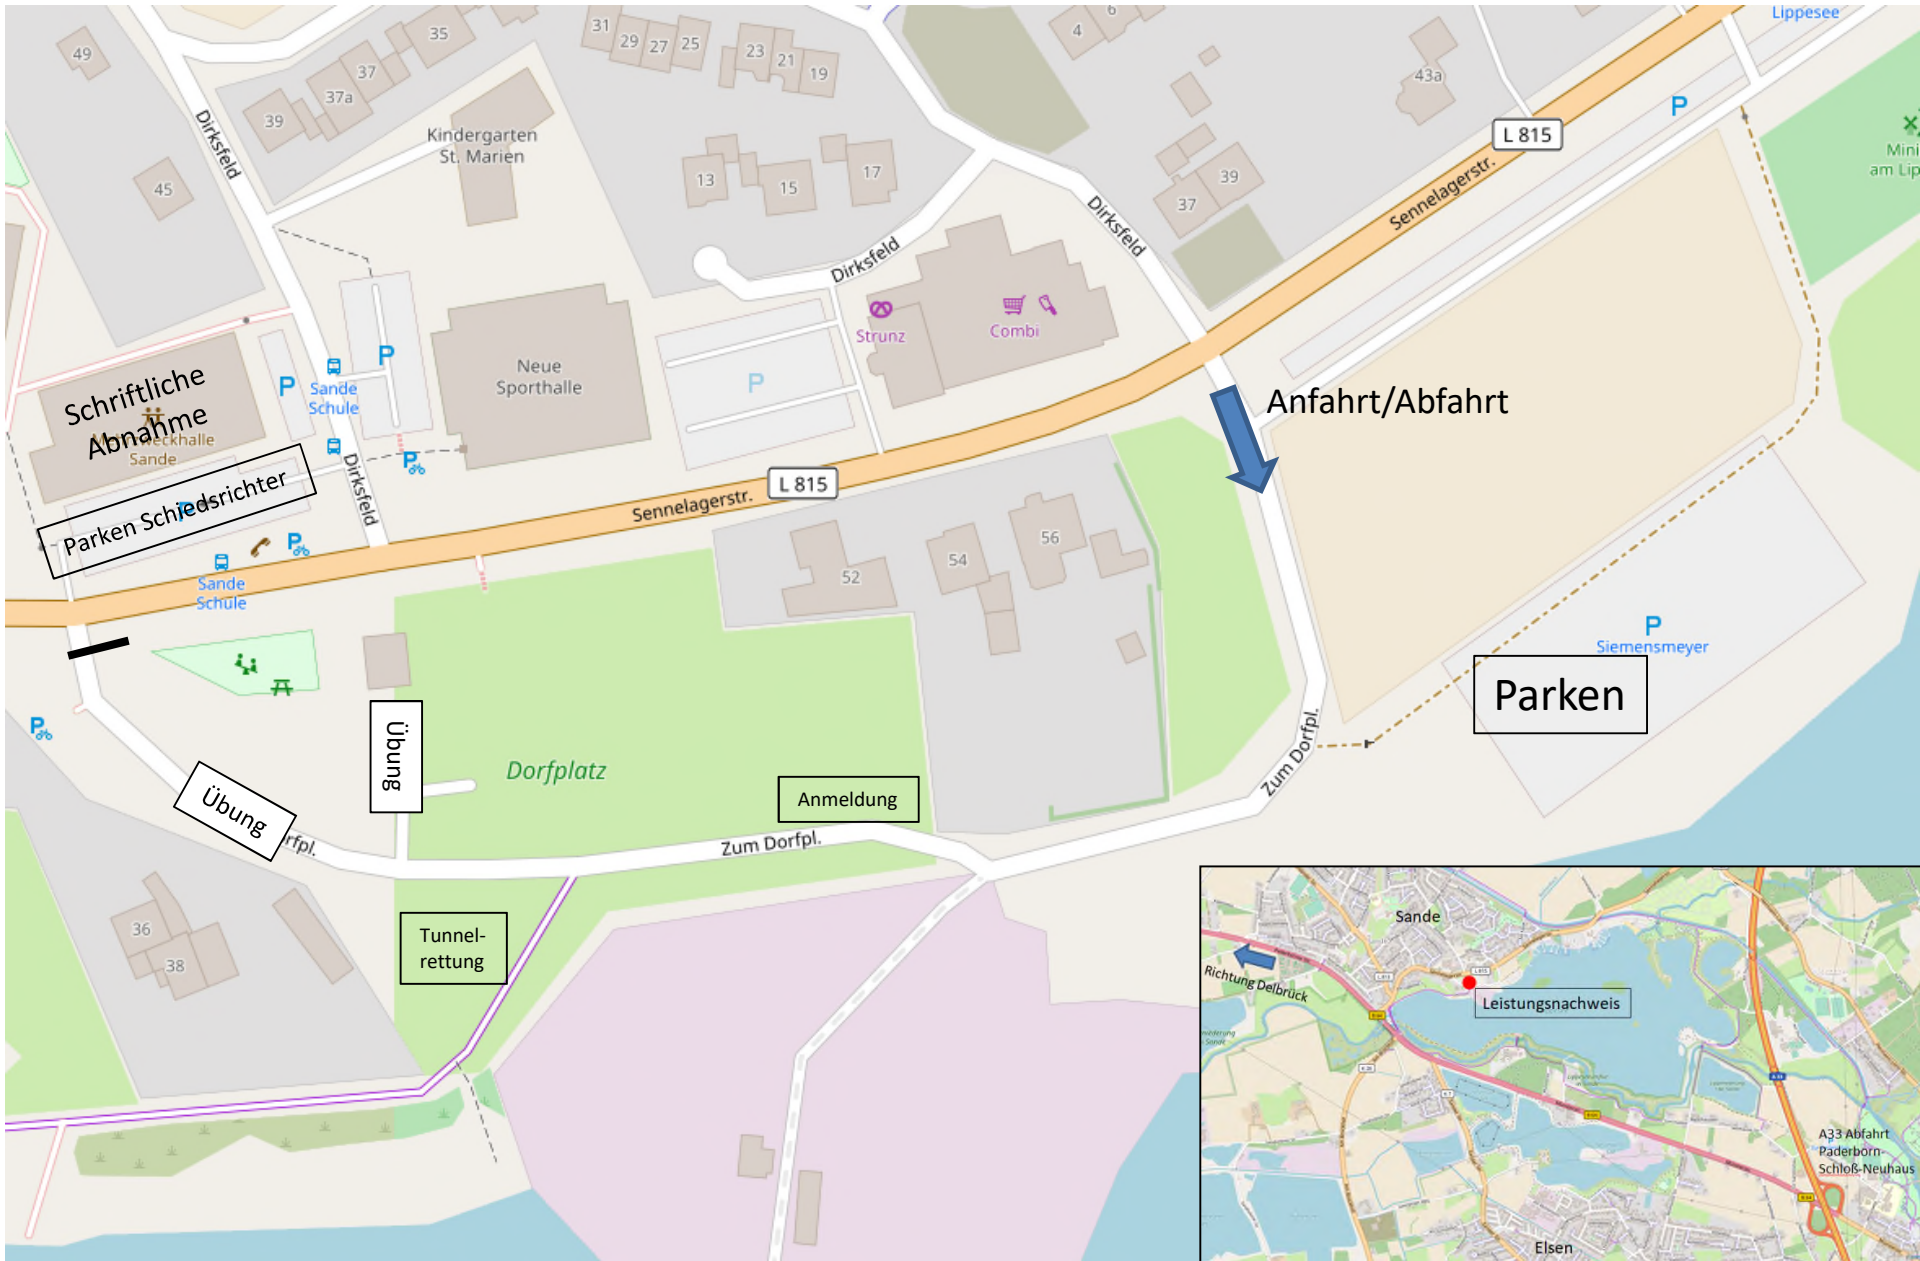 Lippesee
49
35
31
29
27
25
23
21
19
4
6
43a
37
37a
39
Dirksfeld
Kindergarten
St. Marien
L 815
Mini
am Lip
45
13
15
17
39
37
Sennelagerstr.
Dirksfeld
Dirksfeld
P
Strunz
Combi
P
P
Sande
Schule
Neue
Sporthalle
P
Schriftliche
Abnahme
Mehrzweckhalle
Sande
Anfahrt/Abfahrt
P
Parken Schiedsrichter
P
Dirksfeld
L 815
Sennelagerstr.
P
Sande
Schule
52
54
56
P
Siemensmeyer
Parken
P
Übung
Übung
rfpl.
Dorfplatz
Anmeldung
Zum Dorfpl.
Zum Dorfpl.
36
38
Tunnel-
rettung
Sande
Richtung Delbrück
L 815
Leistungsnachweis
A 33
A33 Abfahrt
Paderborn-
Schloß-Neuhaus
Elsen